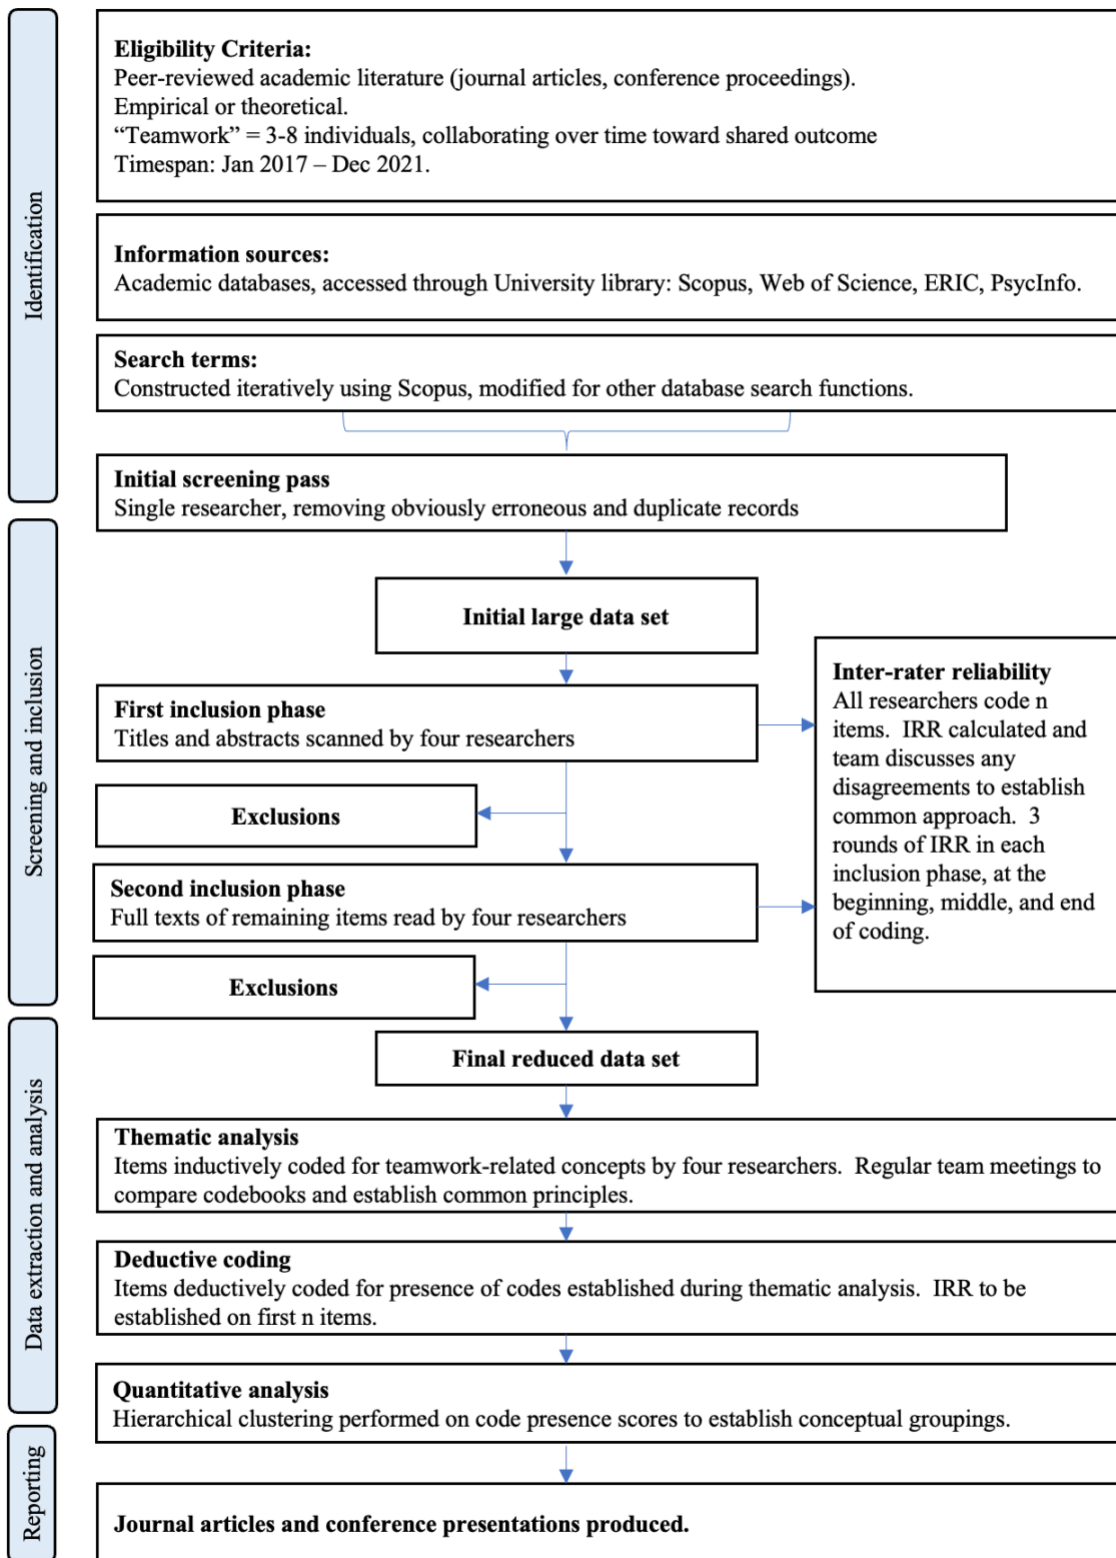 Identification
Eligibility Criteria:
Peer-reviewed academic literature (journal articles, conference proceedings).
Empirical or theoretical.
“Teamwork” = 3-8 individuals, collaborating over time toward shared outcome
Timespan: Jan 2017 – Dec 2021.
Information sources:
Academic databases, accessed through University library: Scopus, Web of Science, ERIC, PsycInfo.
Search terms:
Constructed iteratively using Scopus, modified for other database search functions.
Initial screening pass
Single researcher, removing obviously erroneous and duplicate records
Screening and inclusion
Initial large data set
First inclusion phase
Titles and abstracts scanned by four researchers
Inter-rater reliability
All researchers code n
items.  IRR calculated and
team discusses any
disagreements to establish
common approach.  3
rounds of IRR in each
inclusion phase, at the
beginning, middle, and end
of coding.
Exclusions
Second inclusion phase
Full texts of remaining items read by four researchers
Exclusions
Final reduced data set
Data extraction and analysis
Thematic analysis
Items inductively coded for teamwork-related concepts by four researchers.  Regular team meetings to
compare codebooks and establish common principles.
Deductive coding
Items deductively coded for presence of codes established during thematic analysis.  IRR to be
established on first n items.
Quantitative analysis
Hierarchical clustering performed on code presence scores to establish conceptual groupings.
Reporting
Journal articles and conference presentations produced.